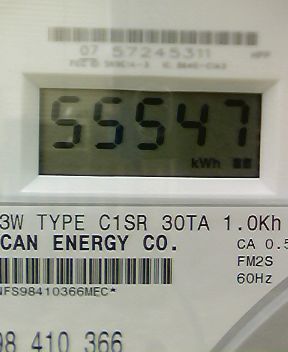 07 57245311
55547
kWh
3W TYPE C1SR 30TA 1.0Kh
CAN ENERGY CO.
CA 0.5
FM2S
60Hz
NFS98410366MEC*
98 410 366